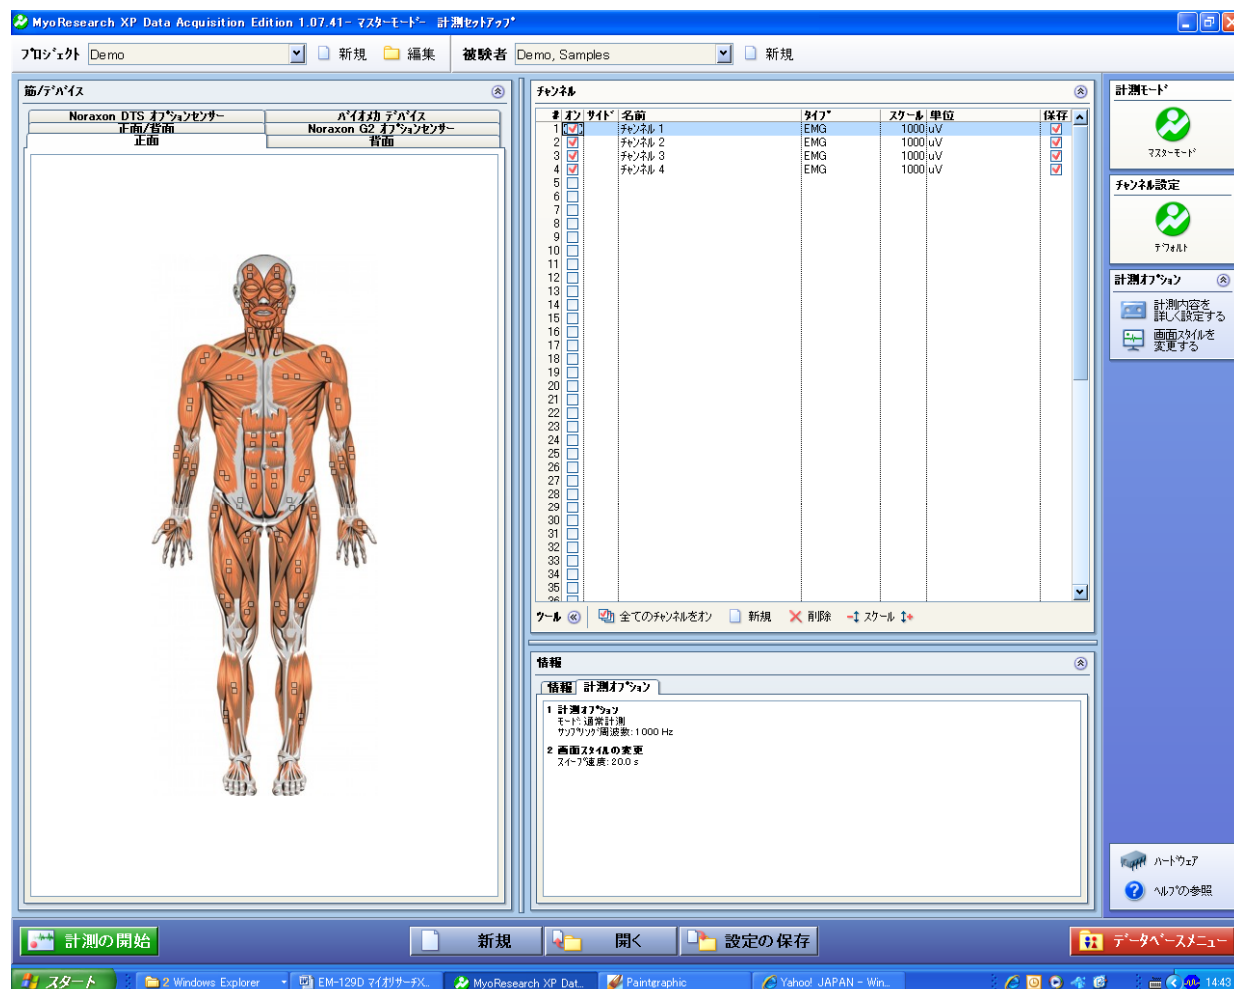 MyoResearch XP Data Acquisition Edition 1.07.41- マスターモード- 計測セットアップ
プロジェクト Demo 新規 編集 被験者 Demo, Samples 新規
筋/デバイス
Noraxon DTS オプションセンサー バイオメカ デバイス
正面/背面 Noraxon G2 オプションセンサー
正面 背面
チャンネル
# オン サイド 名前 タイプ スケール 単位 保存
1 チャンネル 1 EMG 1000 uV
2 チャンネル 2 EMG 1000 uV
3 チャンネル 3 EMG 1000 uV
4 チャンネル 4 EMG 1000 uV
5
6
7
8
9
10
11
12
13
14
15
16
17
18
19
20
21
22
23
24
25
26
27
28
29
30
31
32
33
34
35
36
ツール 全てのチャンネルをオン 新規 削除 スケール
情報
情報 計測オプション
1 計測オプション
モード: 通常計測
サンプリング周波数: 1000 Hz
2 画面スタイルの変更
スイープ速度: 20.0 s
計測モード
マスターモード
チャンネル設定
デフォルト
計測オプション
計測内容を
詳しく設定する
画面スタイルを
変更する
ハードウェア
ヘルプの参照
計測の開始 新規 開く 設定の保存 データベースメニュー
スタート 2 Windows Explorer EM-129D マイオリサーチX... MyoResearch XP Dat... Paintgraphic Yahoo! JAPAN - Win... 14:43